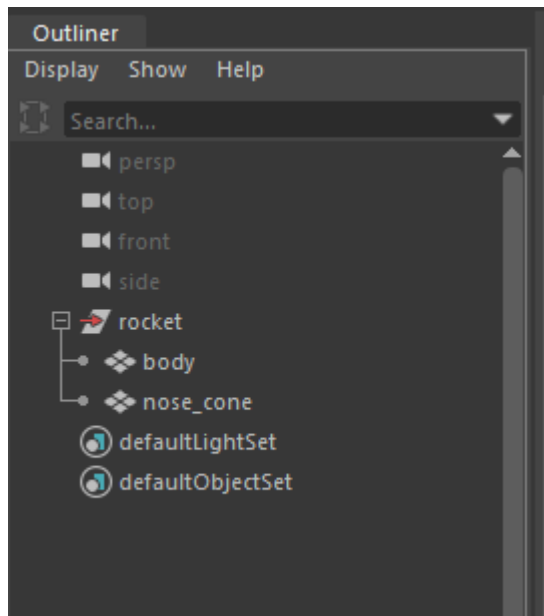 Outliner
Display Show Help
Search...
persp
top
front
side
rocket
body
nose_cone
defaultLightSet
defaultObjectSet